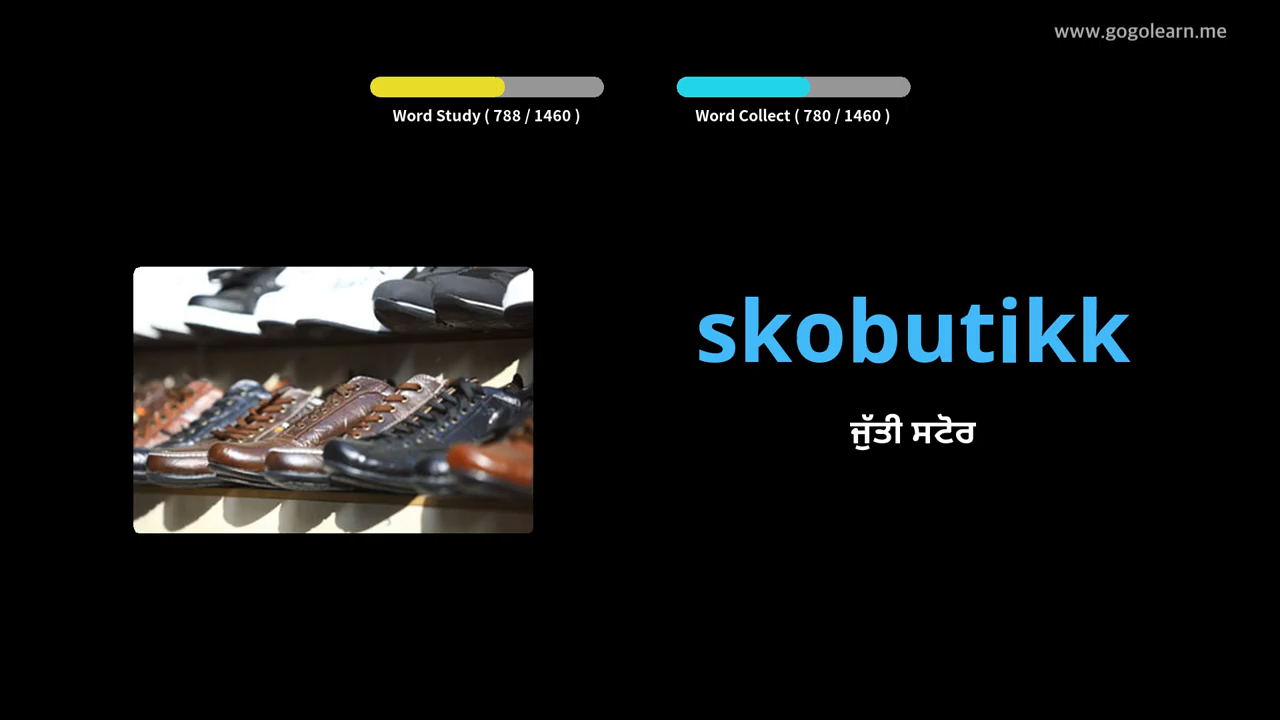 www.gogolearn.me
Word Study ( 788 / 1460 )
Word Collect ( 780 / 1460 )
skobutikk
ਜੁੱਤੀ ਸਟੋਰ